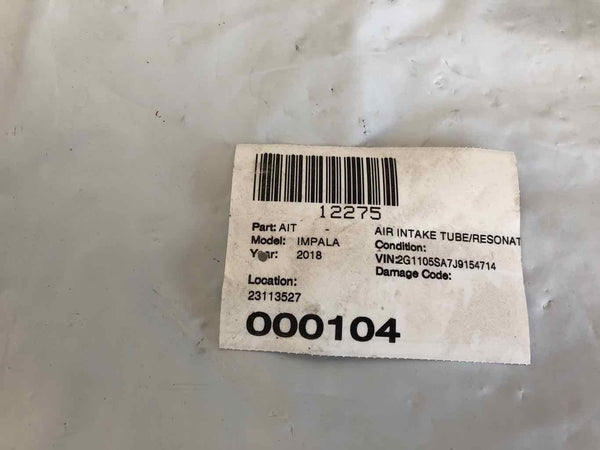 12275
Part: AIT - AIR INTAKE TUBE/RESONAT
Model: IMPALA Condition:
Year: 2018 VIN:2G1105SA7J9154714
Damage Code:
Location:
23113527
000104